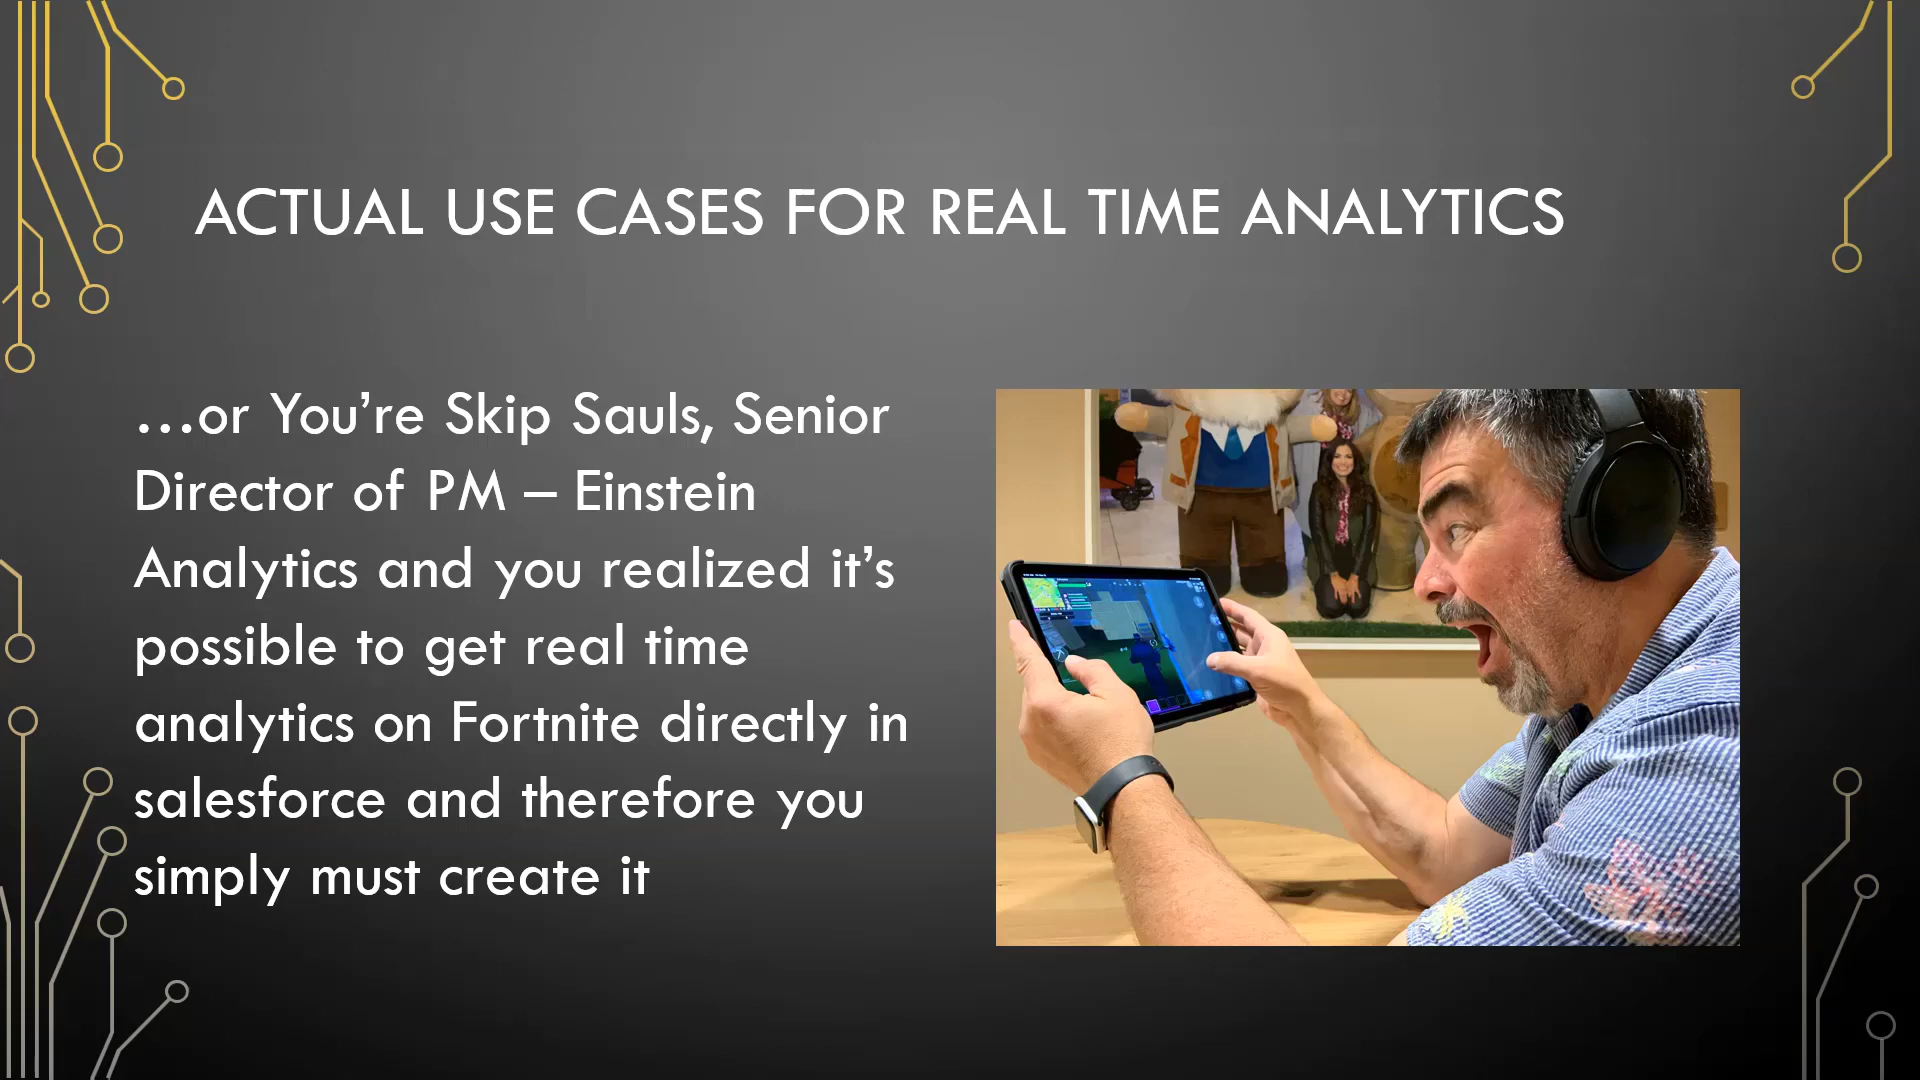 ACTUAL USE CASES FOR REAL TIME ANALYTICS
…or You’re Skip Sauls, Senior
Director of PM – Einstein
Analytics and you realized it’s
possible to get real time
analytics on Fortnite directly in
salesforce and therefore you
simply must create it